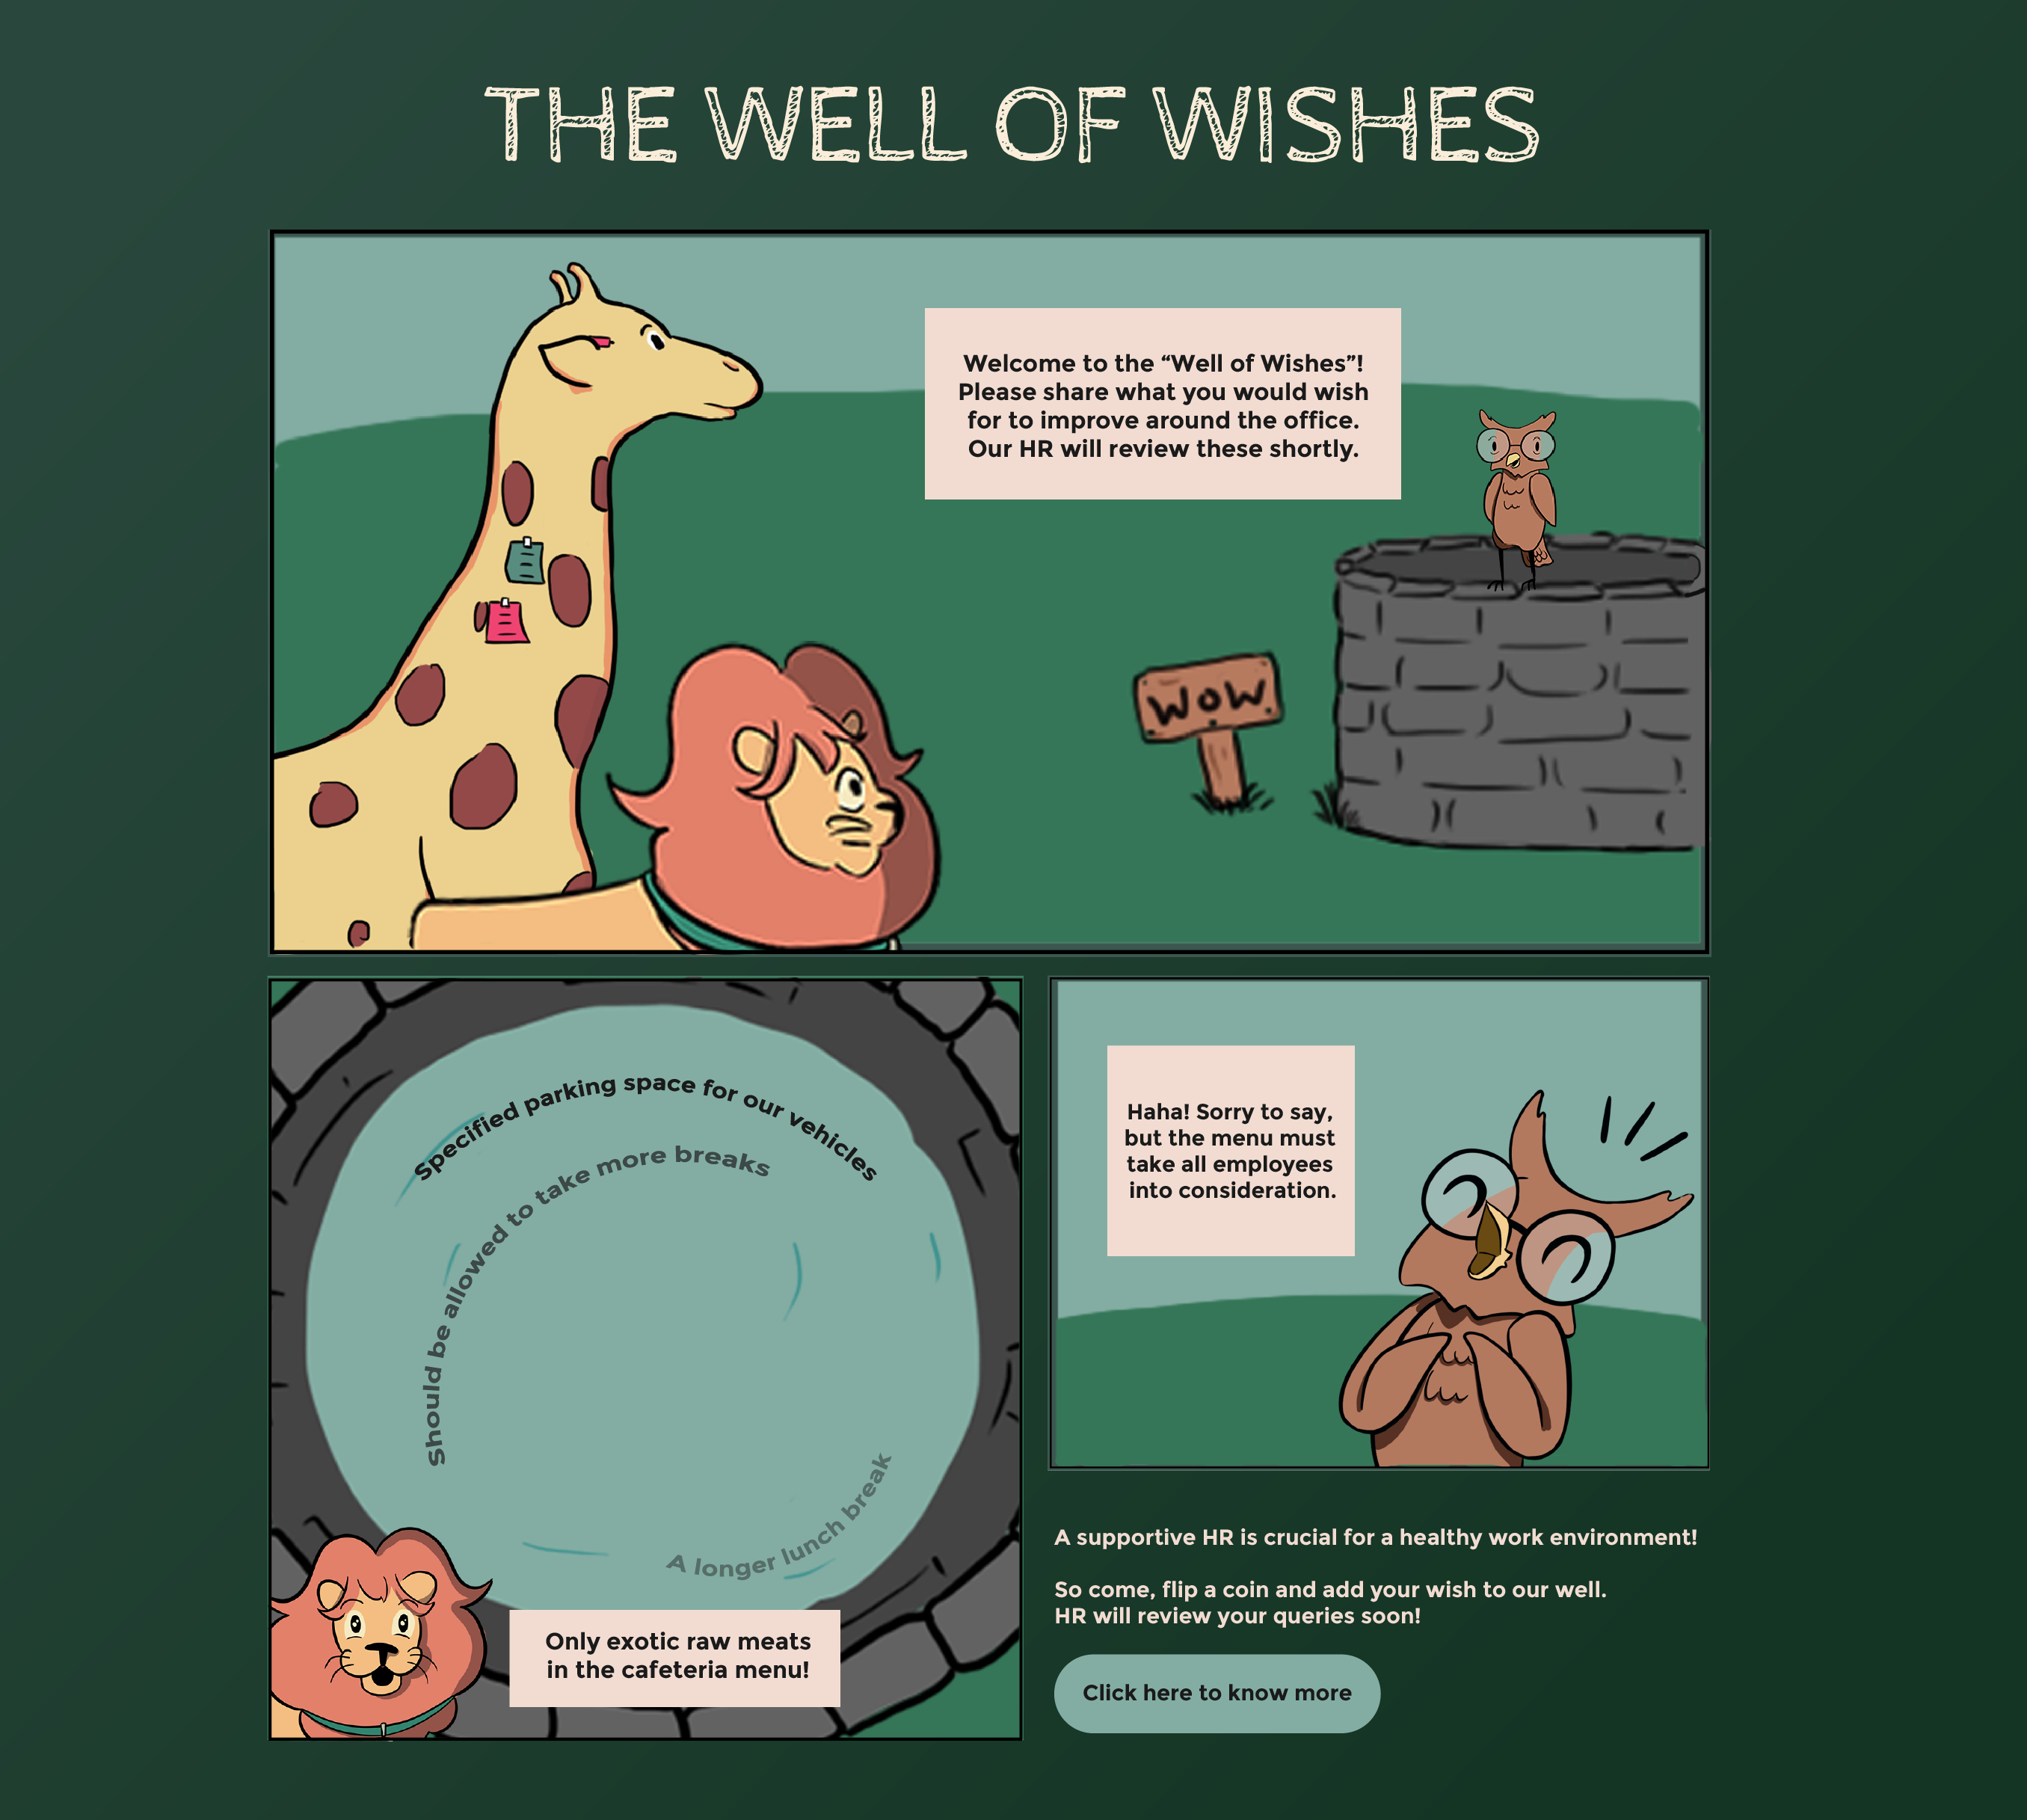 THE WELL OF WISHES
Welcome to the “Well of Wishes”!
Please share what you would wish
for to improve around the office.
Our HR will review these shortly.
WOW
Specified parking space for our vehicles
Should be allowed to take more breaks
A longer lunch break
Only exotic raw meats
in the cafeteria menu!
Haha! Sorry to say,
but the menu must
take all employees
into consideration.
A supportive HR is crucial for a healthy work environment!
So come, flip a coin and add your wish to our well.
HR will review your queries soon!
Click here to know more